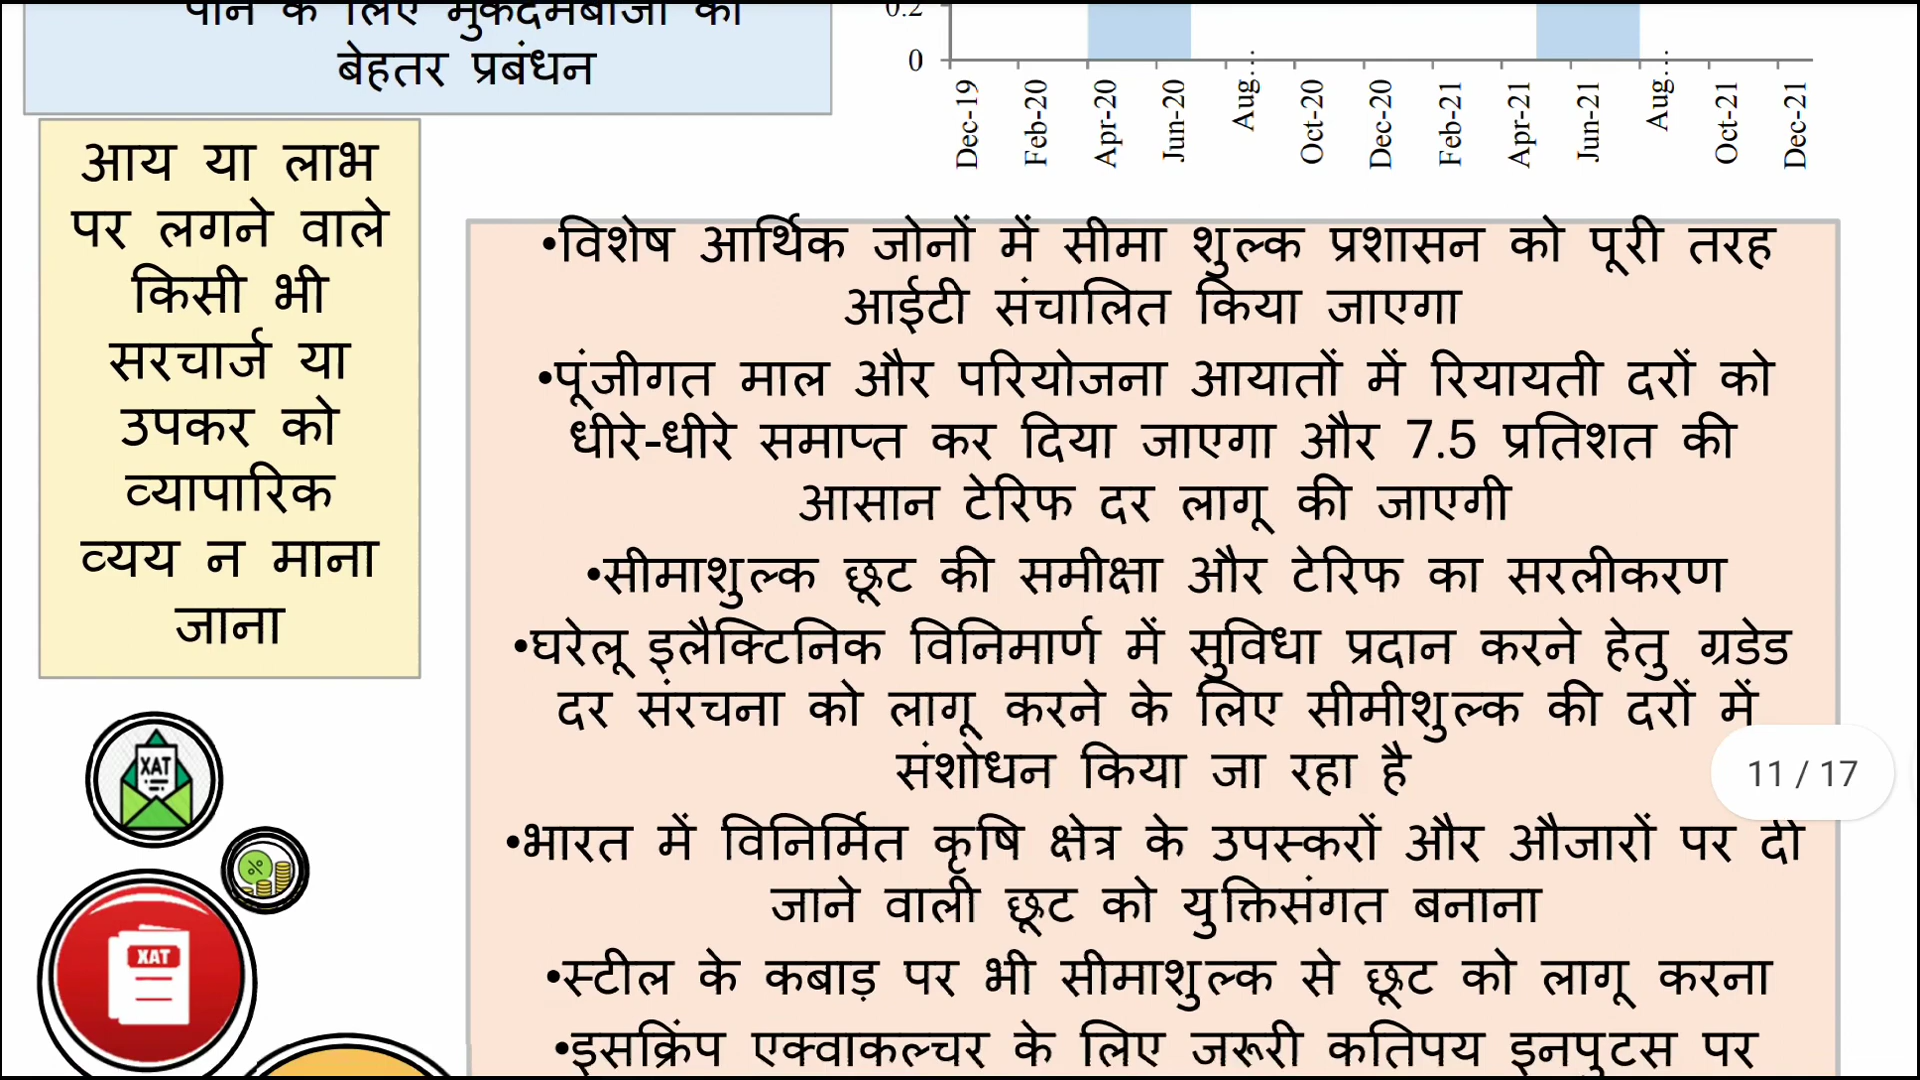 पाने के लिए मुकदमेबाजी का
बेहतर प्रबंधन
0.2
0
Dec-19
Feb-20
Apr-20
Jun-20
Aug…
Oct-20
Dec-20
Feb-21
Apr-21
Jun-21
Aug…
Oct-21
Dec-21
आय या लाभ
पर लगने वाले
किसी भी
सरचार्ज या
उपकर को
व्यापारिक
व्यय न माना
जाना
•विशेष आर्थिक जोनों में सीमा शुल्क प्रशासन को पूरी तरह
आईटी संचालित किया जाएगा
•पूंजीगत माल और परियोजना आयातों में रियायती दरों को
धीरे-धीरे समाप्त कर दिया जाएगा और 7.5 प्रतिशत की
आसान टेरिफ दर लागू की जाएगी
•सीमाशुल्क छूट की समीक्षा और टेरिफ का सरलीकरण
•घरेलू इलैक्टिनिक विनिमार्ण में सुविधा प्रदान करने हेतु ग्रडेड
दर संरचना को लागू करने के लिए सीमीशुल्क की दरों में
संशोधन किया जा रहा है
11 / 17
•भारत में विनिर्मित कृषि क्षेत्र के उपस्करों और औजारों पर दी
जाने वाली छूट को युक्तिसंगत बनाना
•स्टील के कबाड़ पर भी सीमाशुल्क से छूट को लागू करना
•इसक्रिंप एक्वाकल्चर के लिए जरूरी कतिपय इनपुटस पर
XAT
XAT
%